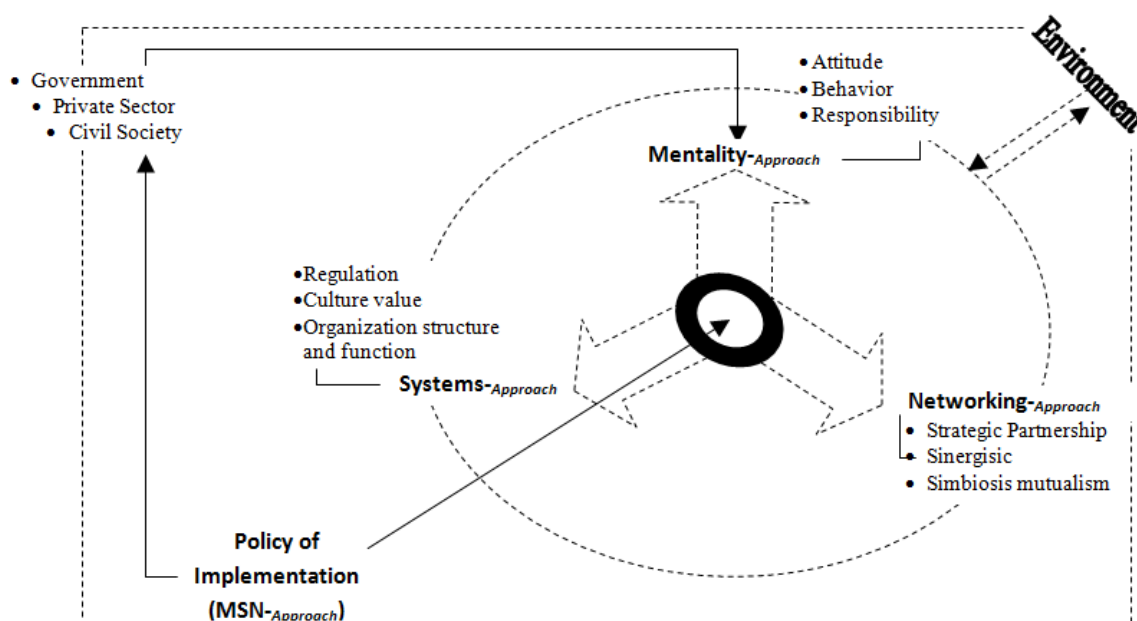 Environment
• Government
• Private Sector
• Civil Society
• Attitude
• Behavior
• Responsibility
Mentality-Approach
• Regulation
• Culture value
• Organization structure
and function
Systems-Approach
Networking-Approach
• Strategic Partnership
• Sinergisic
• Simbiosis mutualism
Policy of
Implementation
(MSN-Approach)